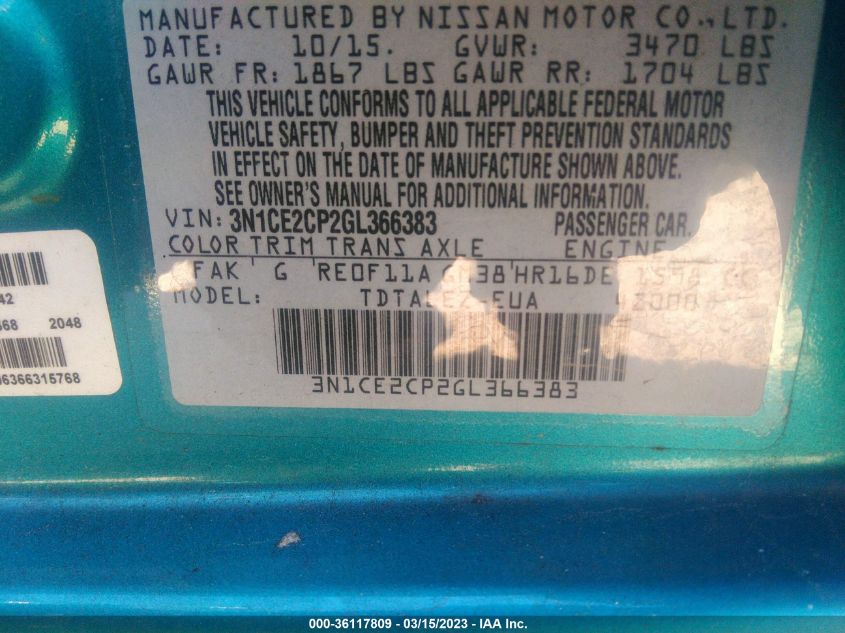 MANUFACTURED BY NISSAN MOTOR CO., LTD.
DATE: 10/15. GVWR: 3470 LBS
GAWR FR: 1867 LBS GAWR RR: 1704 LBS
THIS VEHICLE CONFORMS TO ALL APPLICABLE FEDERAL MOTOR
VEHICLE SAFETY, BUMPER AND THEFT PREVENTION STANDARDS
IN EFFECT ON THE DATE OF MANUFACTURE SHOWN ABOVE.
SEE OWNER'S MANUAL FOR ADDITIONAL INFORMATION.
VIN: 3N1CE2CP2GL366383 PASSENGER CAR.
COLOR TRIM TRANS AXLE ENGINE
FAK G RE0F11A HR16DE
MODEL:
3N1CE2CP2GL366383
2048
000-36117809 - 03/15/2023 - IAA Inc.